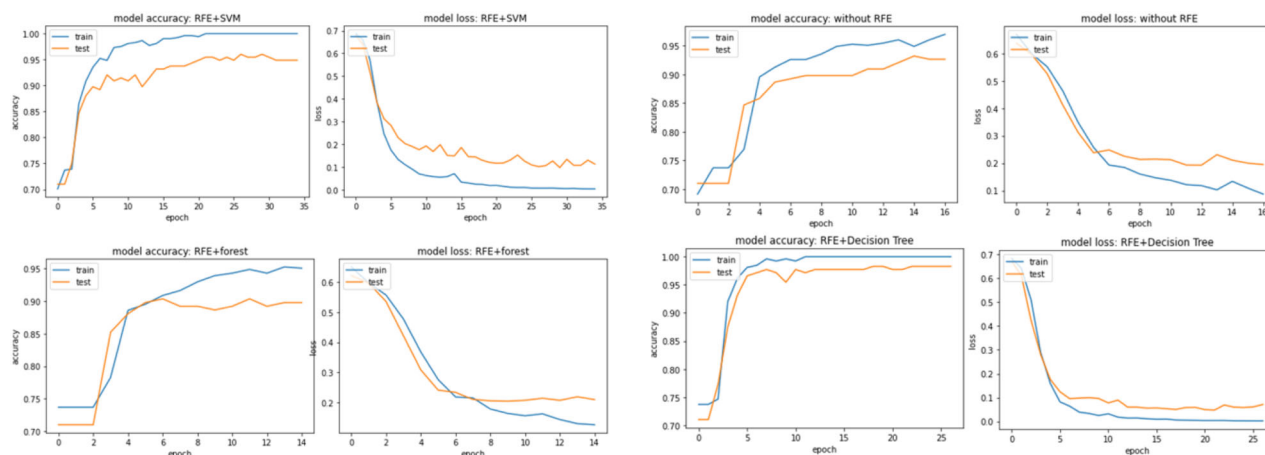 model accuracy: RFE+SVM
train
test
accuracy
1.00
0.95
0.90
0.85
0.80
0.75
0.70
0 5 10 15 20 25 30 34
epoch
model loss: RFE+SVM
train
test
loss
0.7
0.6
0.5
0.4
0.3
0.2
0.1
0.0
0 5 10 15 20 25 30 34
epoch
model accuracy: without RFE
train
test
accuracy
0.95
0.90
0.85
0.80
0.75
0.70
0 2 4 6 8 10 12 14 16
epoch
model loss: without RFE
train
test
loss
0.6
0.5
0.4
0.3
0.2
0.1
0 2 4 6 8 10 12 14 16
epoch
model accuracy: RFE+forest
train
test
accuracy
0.95
0.90
0.85
0.80
0.75
0.70
0 2 4 6 8 10 12 14
epoch
model loss: RFE+forest
train
test
loss
0.6
0.5
0.4
0.3
0.2
0 2 4 6 8 10 12 14
epoch
model accuracy: RFE+Decision Tree
train
test
accuracy
1.00
0.95
0.90
0.85
0.80
0.75
0.70
0 5 10 15 20 25
epoch
model loss: RFE+Decision Tree
train
test
loss
0.7
0.6
0.5
0.4
0.3
0.2
0.1
0.0
0 5 10 15 20 25
epoch